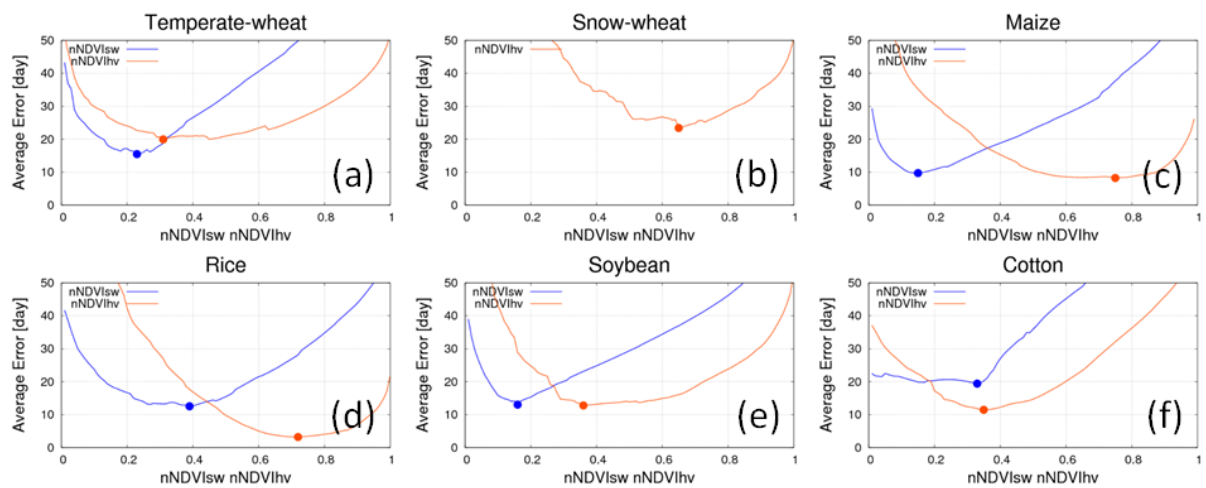 Temperate-wheat
nNDVIsw
nNDVIhv
50
40
30
20
10
0
Average Error [day]
(a)
0 0.2 0.4 0.6 0.8 1
nNDVIsw nNDVIhv
Snow-wheat
nNDVIhv
50
40
30
20
10
0
Average Error [day]
(b)
0 0.2 0.4 0.6 0.8 1
nNDVIsw nNDVIhv
Maize
nNDVIsw
nNDVIhv
50
40
30
20
10
0
Average Error [day]
(c)
0 0.2 0.4 0.6 0.8 1
nNDVIsw nNDVIhv
Rice
nNDVIsw
nNDVIhv
50
40
30
20
10
0
Average Error [day]
(d)
0 0.2 0.4 0.6 0.8 1
nNDVIsw nNDVIhv
Soybean
nNDVIsw
nNDVIhv
50
40
30
20
10
0
Average Error [day]
(e)
0 0.2 0.4 0.6 0.8 1
nNDVIsw nNDVIhv
Cotton
nNDVIsw
nNDVIhv
50
40
30
20
10
0
Average Error [day]
(f)
0 0.2 0.4 0.6 0.8 1
nNDVIsw nNDVIhv